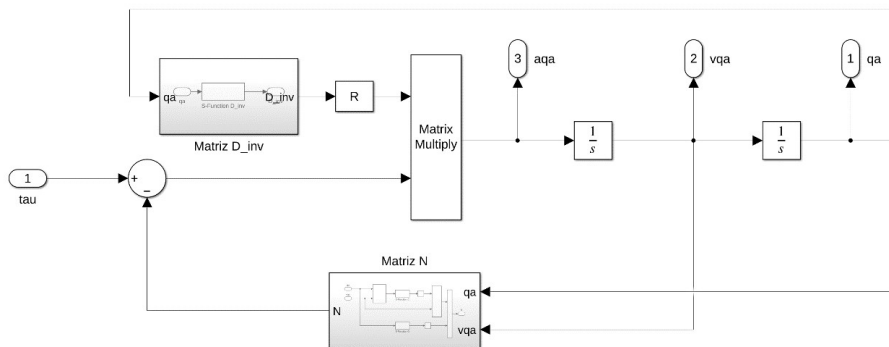 3
aqa
2
vqa
1
qa
qa
S-Function D_inv
D_inv
R
Matrix
Multiply
1
s
1
s
Matriz D_inv
1
+
−
tau
Matriz N
N
qa
vqa